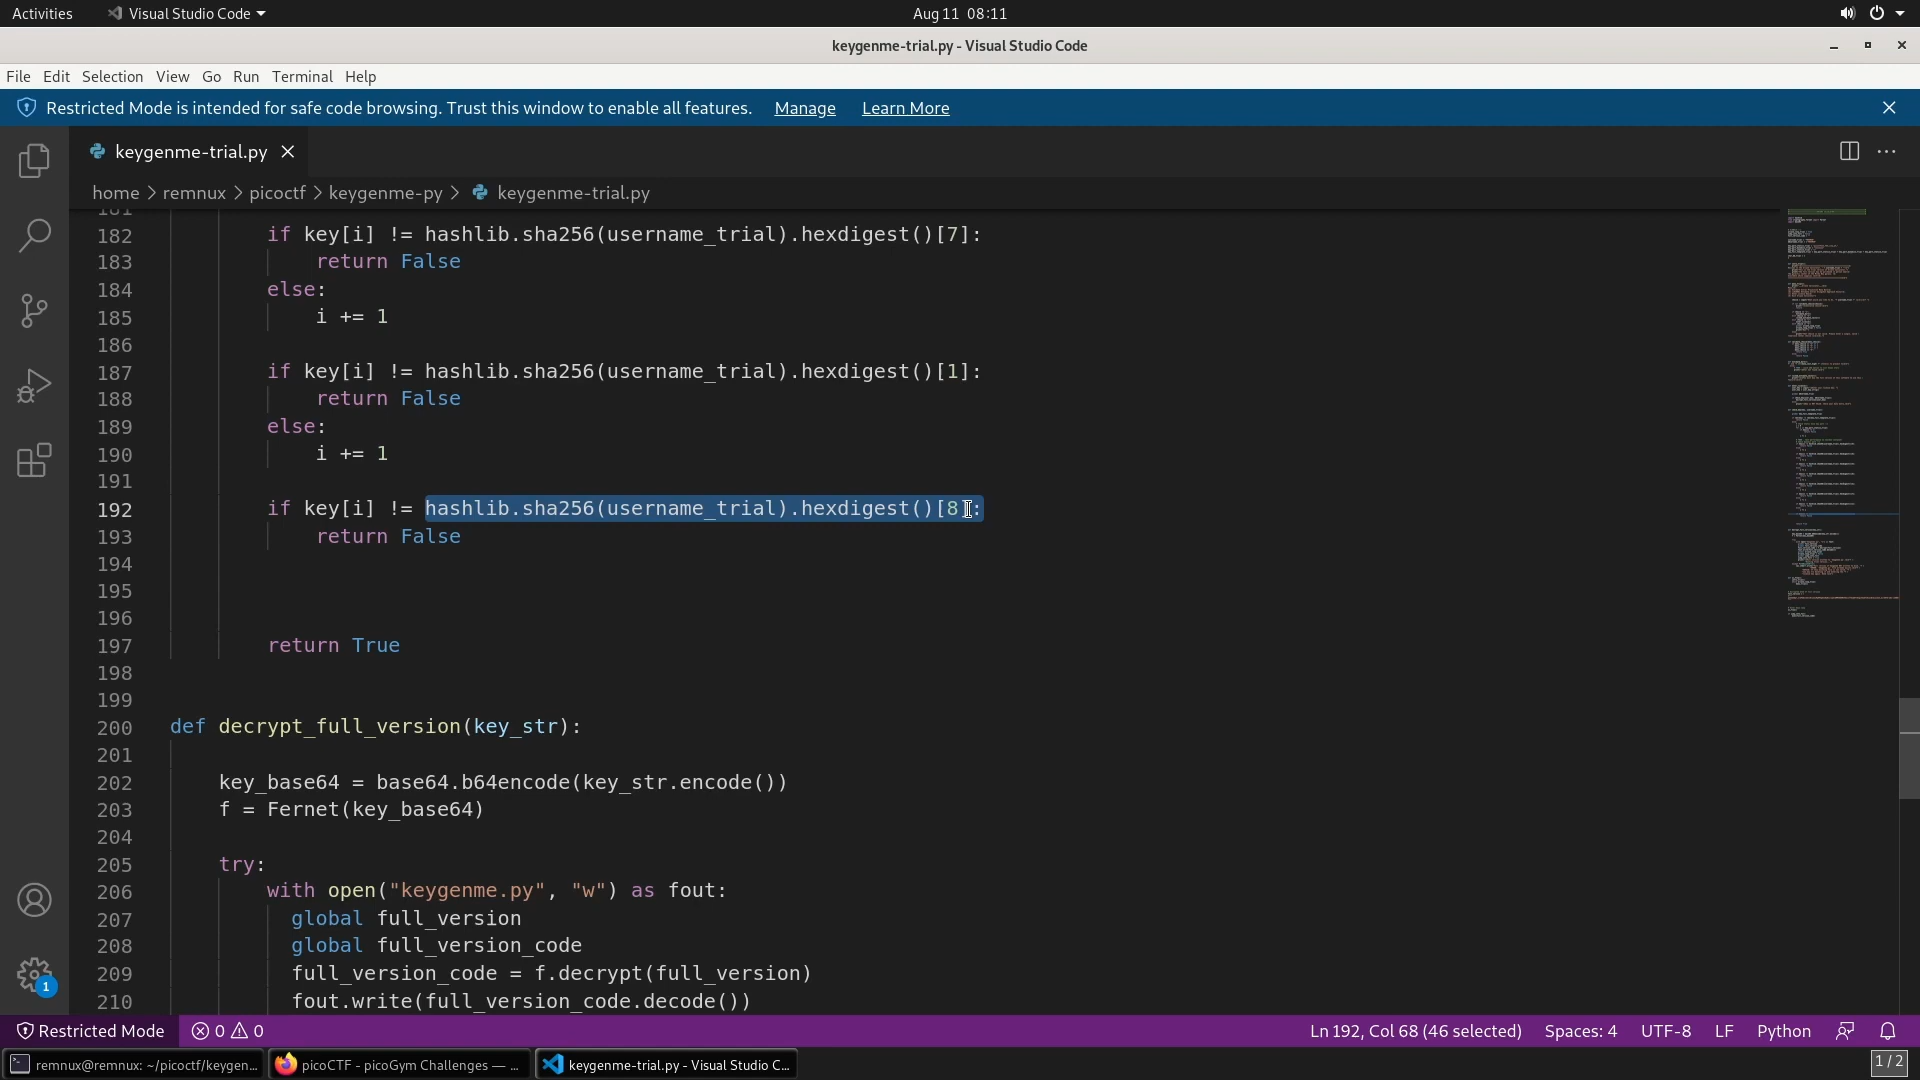 Activities
Visual Studio Code
Aug 11 08:11
keygenme-trial.py - Visual Studio Code
File Edit Selection View Go Run Terminal Help
Restricted Mode is intended for safe code browsing. Trust this window to enable all features. Manage Learn More
keygenme-trial.py
home > remnux > picoctf > keygenme-py > keygenme-trial.py
181
182 if key[i] != hashlib.sha256(username_trial).hexdigest()[7]:
183 return False
184 else:
185 i += 1
186
187 if key[i] != hashlib.sha256(username_trial).hexdigest()[1]:
188 return False
189 else:
190 i += 1
191
192 if key[i] != hashlib.sha256(username_trial).hexdigest()[8]:
193 return False
194
195
196
197 return True
198
199
200 def decrypt_full_version(key_str):
201
202 key_base64 = base64.b64encode(key_str.encode())
203 f = Fernet(key_base64)
204
205 try:
206 with open("keygenme.py", "w") as fout:
207 global full_version
208 global full_version_code
209 full_version_code = f.decrypt(full_version)
210 fout.write(full_version_code.decode())
1
Restricted Mode 0 0 Ln 192, Col 68 (46 selected) Spaces: 4 UTF-8 LF Python
remnux@remnux: ~/picoctf/keygen... picoCTF - picoGym Challenges — ... keygenme-trial.py - Visual Studio C... 1 / 2